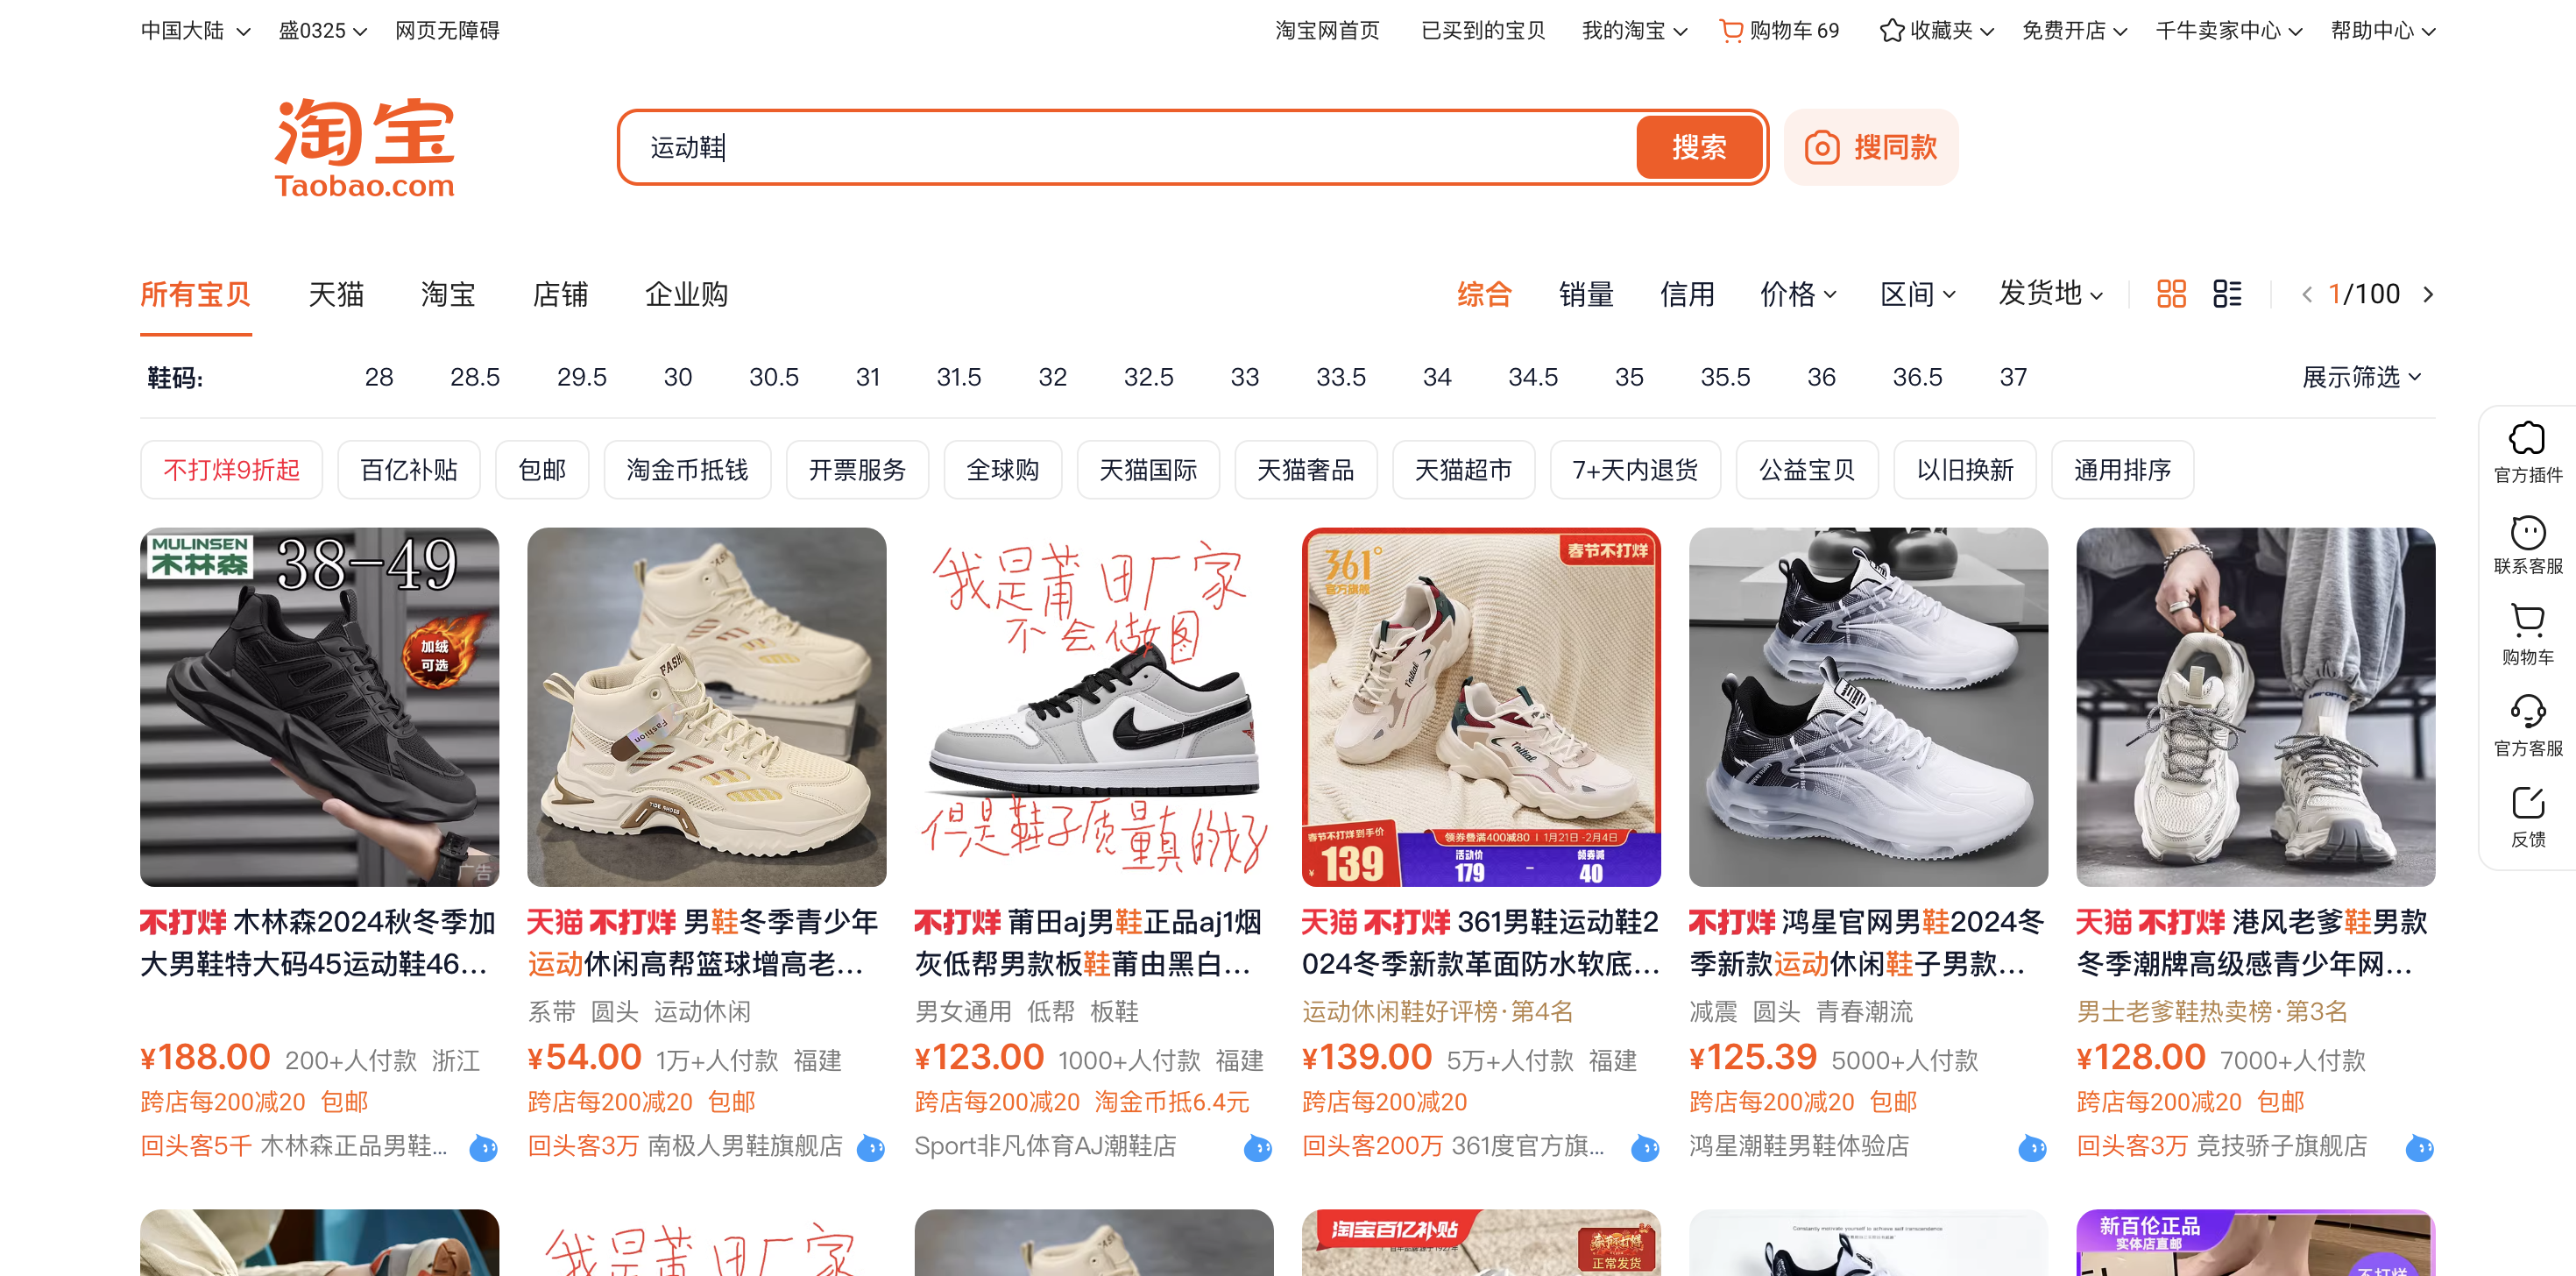 中国大陆 盛0325 网页无障碍 淘宝网首页 已买到的宝贝 我的淘宝 购物车 69 收藏夹 免费开店 千牛卖家中心 帮助中心
淘宝
Taobao.com
运动鞋 搜索 搜同款
所有宝贝 天猫 淘宝 店铺 企业购 综合 销量 信用 价格 区间 发货地 1/100
鞋码: 28 28.5 29.5 30 30.5 31 31.5 32 32.5 33 33.5 34 34.5 35 35.5 36 36.5 37 展示筛选
不打烊9折起 百亿补贴 包邮 淘金币抵钱 开票服务 全球购 天猫国际 天猫奢品 天猫超市 7+天内退货 公益宝贝 以旧换新 通用排序
官方插件
联系客服
购物车
官方客服
反馈
MULINSEN
木林森
38-49
加绒
可选
广告
FASH
Fashion
TIDE SHOES
我是莆田厂家
不会做图
但是鞋子质量真的好
361°
官方旗舰
春节不打烊
春节不打烊到手价
¥139
领券叠满400减80 1月21日-2月4日
活动价
179
-
领券减
40
不打烊 木林森2024秋冬季加
大男鞋特大码45运动鞋46...
¥188.00 200+人付款 浙江
跨店每200减20 包邮
回头客5千 木林森正品男鞋...
天猫 不打烊 男鞋冬季青少年
运动休闲高帮篮球增高老...
系带 圆头 运动休闲
¥54.00 1万+人付款 福建
跨店每200减20 包邮
回头客3万 南极人男鞋旗舰店
不打烊 莆田aj男鞋正品aj1烟
灰低帮男款板鞋莆由黑白...
男女通用 低帮 板鞋
¥123.00 1000+人付款 福建
跨店每200减20 淘金币抵6.4元
Sport非凡体育AJ潮鞋店
天猫 不打烊 361男鞋运动鞋2
024冬季新款革面防水软底...
运动休闲鞋好评榜·第4名
¥139.00 5万+人付款 福建
跨店每200减20
回头客200万 361度官方旗...
不打烊 鸿星官网男鞋2024冬
季新款运动休闲鞋子男款...
减震 圆头 青春潮流
¥125.39 5000+人付款
跨店每200减20 包邮
鸿星潮鞋男鞋体验店
天猫 不打烊 港风老爹鞋男款
冬季潮牌高级感青少年网...
男士老爹鞋热卖榜·第3名
¥128.00 7000+人付款
跨店每200减20 包邮
回头客3万 竞技骄子旗舰店
我是莆田厂家
淘宝百亿补贴
正常发货
Constantly motivate yourself to achieve self transcendence
新百伦正品
实体店直邮
不打烊